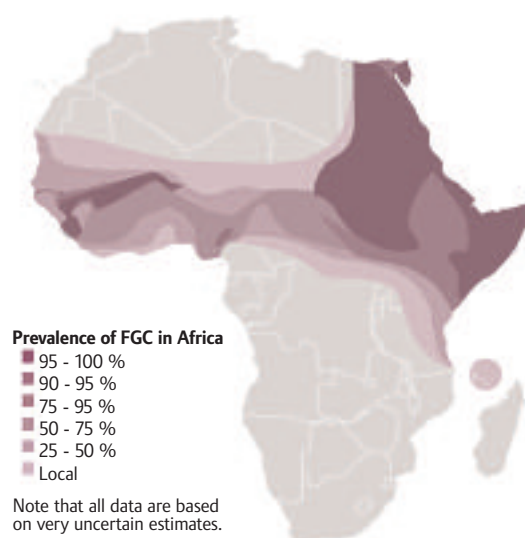 Prevalence of FGC in Africa
95 - 100 %
90 - 95 %
75 - 95 %
50 - 75 %
25 - 50 %
Local
Note that all data are based
on very uncertain estimates.